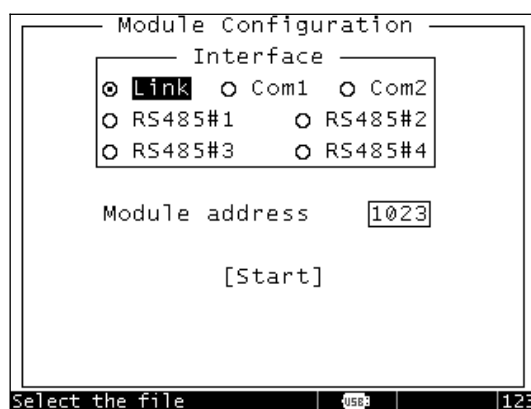 Module Configuration
Interface
Link Com1 Com2
RS485#1 RS485#2
RS485#3 RS485#4
Module address 1023
[Start]
Select the file USB 123